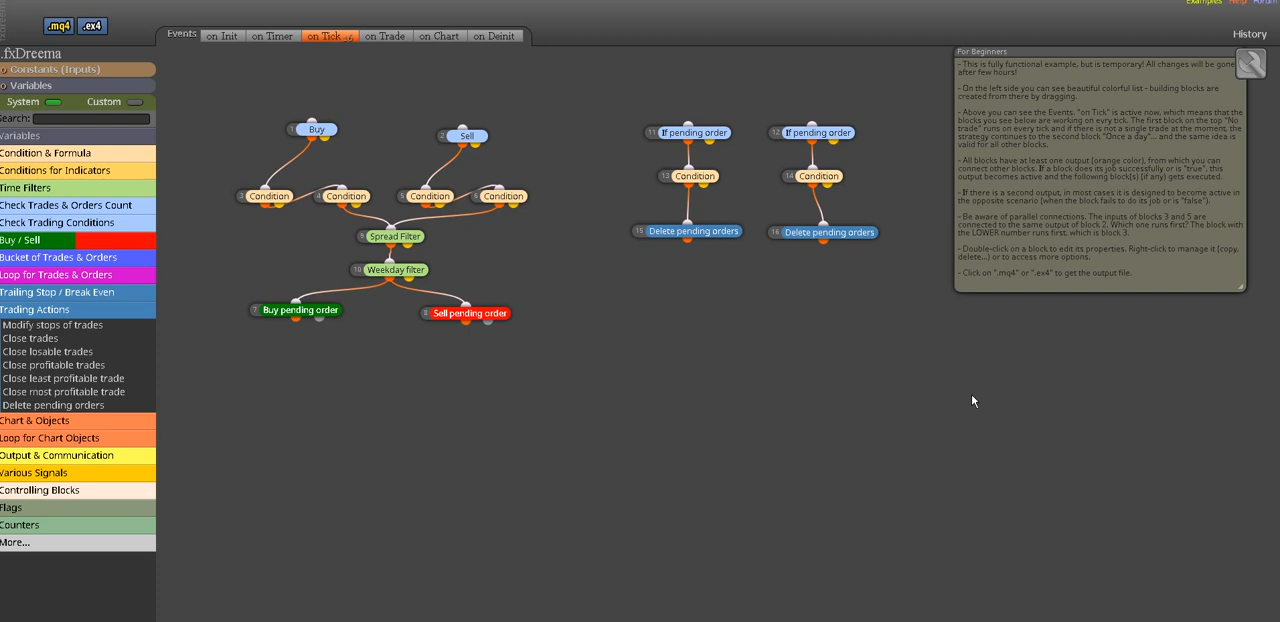 Examples Help Forum
.mq4 .ex4
Events on Init on Timer on Tick on Trade on Chart on Deinit
History
.fxDreema
Constants (Inputs)
Variables
System Custom
Search:
Variables
Condition & Formula
Conditions for Indicators
Time Filters
Check Trades & Orders Count
Check Trading Conditions
Buy / Sell
Bucket of Trades & Orders
Loop for Trades & Orders
Trailing Stop / Break Even
Trading Actions
Modify stops of trades
Close trades
Close losable trades
Close profitable trades
Close least profitable trade
Close most profitable trade
Delete pending orders
Chart & Objects
Loop for Chart Objects
Output & Communication
Various Signals
Controlling Blocks
Flags
Counters
More...
1 Buy
2 Sell
3 Condition
4 Condition
5 Condition
6 Condition
9 Spread Filter
10 Weekday filter
7 Buy pending order
8 Sell pending order
11 If pending order
12 If pending order
13 Condition
14 Condition
15 Delete pending orders
16 Delete pending orders
For Beginners
- This is fully functional example, but is temporary! All changes will be gone
after few hours!
- On the left side you can see beautiful colorful list - building blocks are
created from there by dragging.
- Above you can see the Events. "on Tick" is active now, which means that the
blocks you see below are working on evry tick. The first block on the top "No
trade" runs on every tick and if there is not a single trade at the moment, the
strategy continues to the second block "Once a day"... and the same idea is
valid for all other blocks.
- All blocks have at least one output (orange color), from which you can
connect other blocks. If a block does its job successfully or is "true", this
output becomes active and the following block(s) (if any) gets executed.
- If there is a second output, in most cases it is designed to become active in
the opposite scenario (when the block fails to do its job or is "false").
- Be aware of parallel connections. The inputs of blocks 3 and 5 are
connected to the same output of block 2. Which one runs first? The block with
the LOWER number runs first, which is block 3.
- Double-click on a block to edit its properties. Right-click to manage it (copy,
delete...) or to access more options.
- Click on ".mq4" or ".ex4" to get the output file.